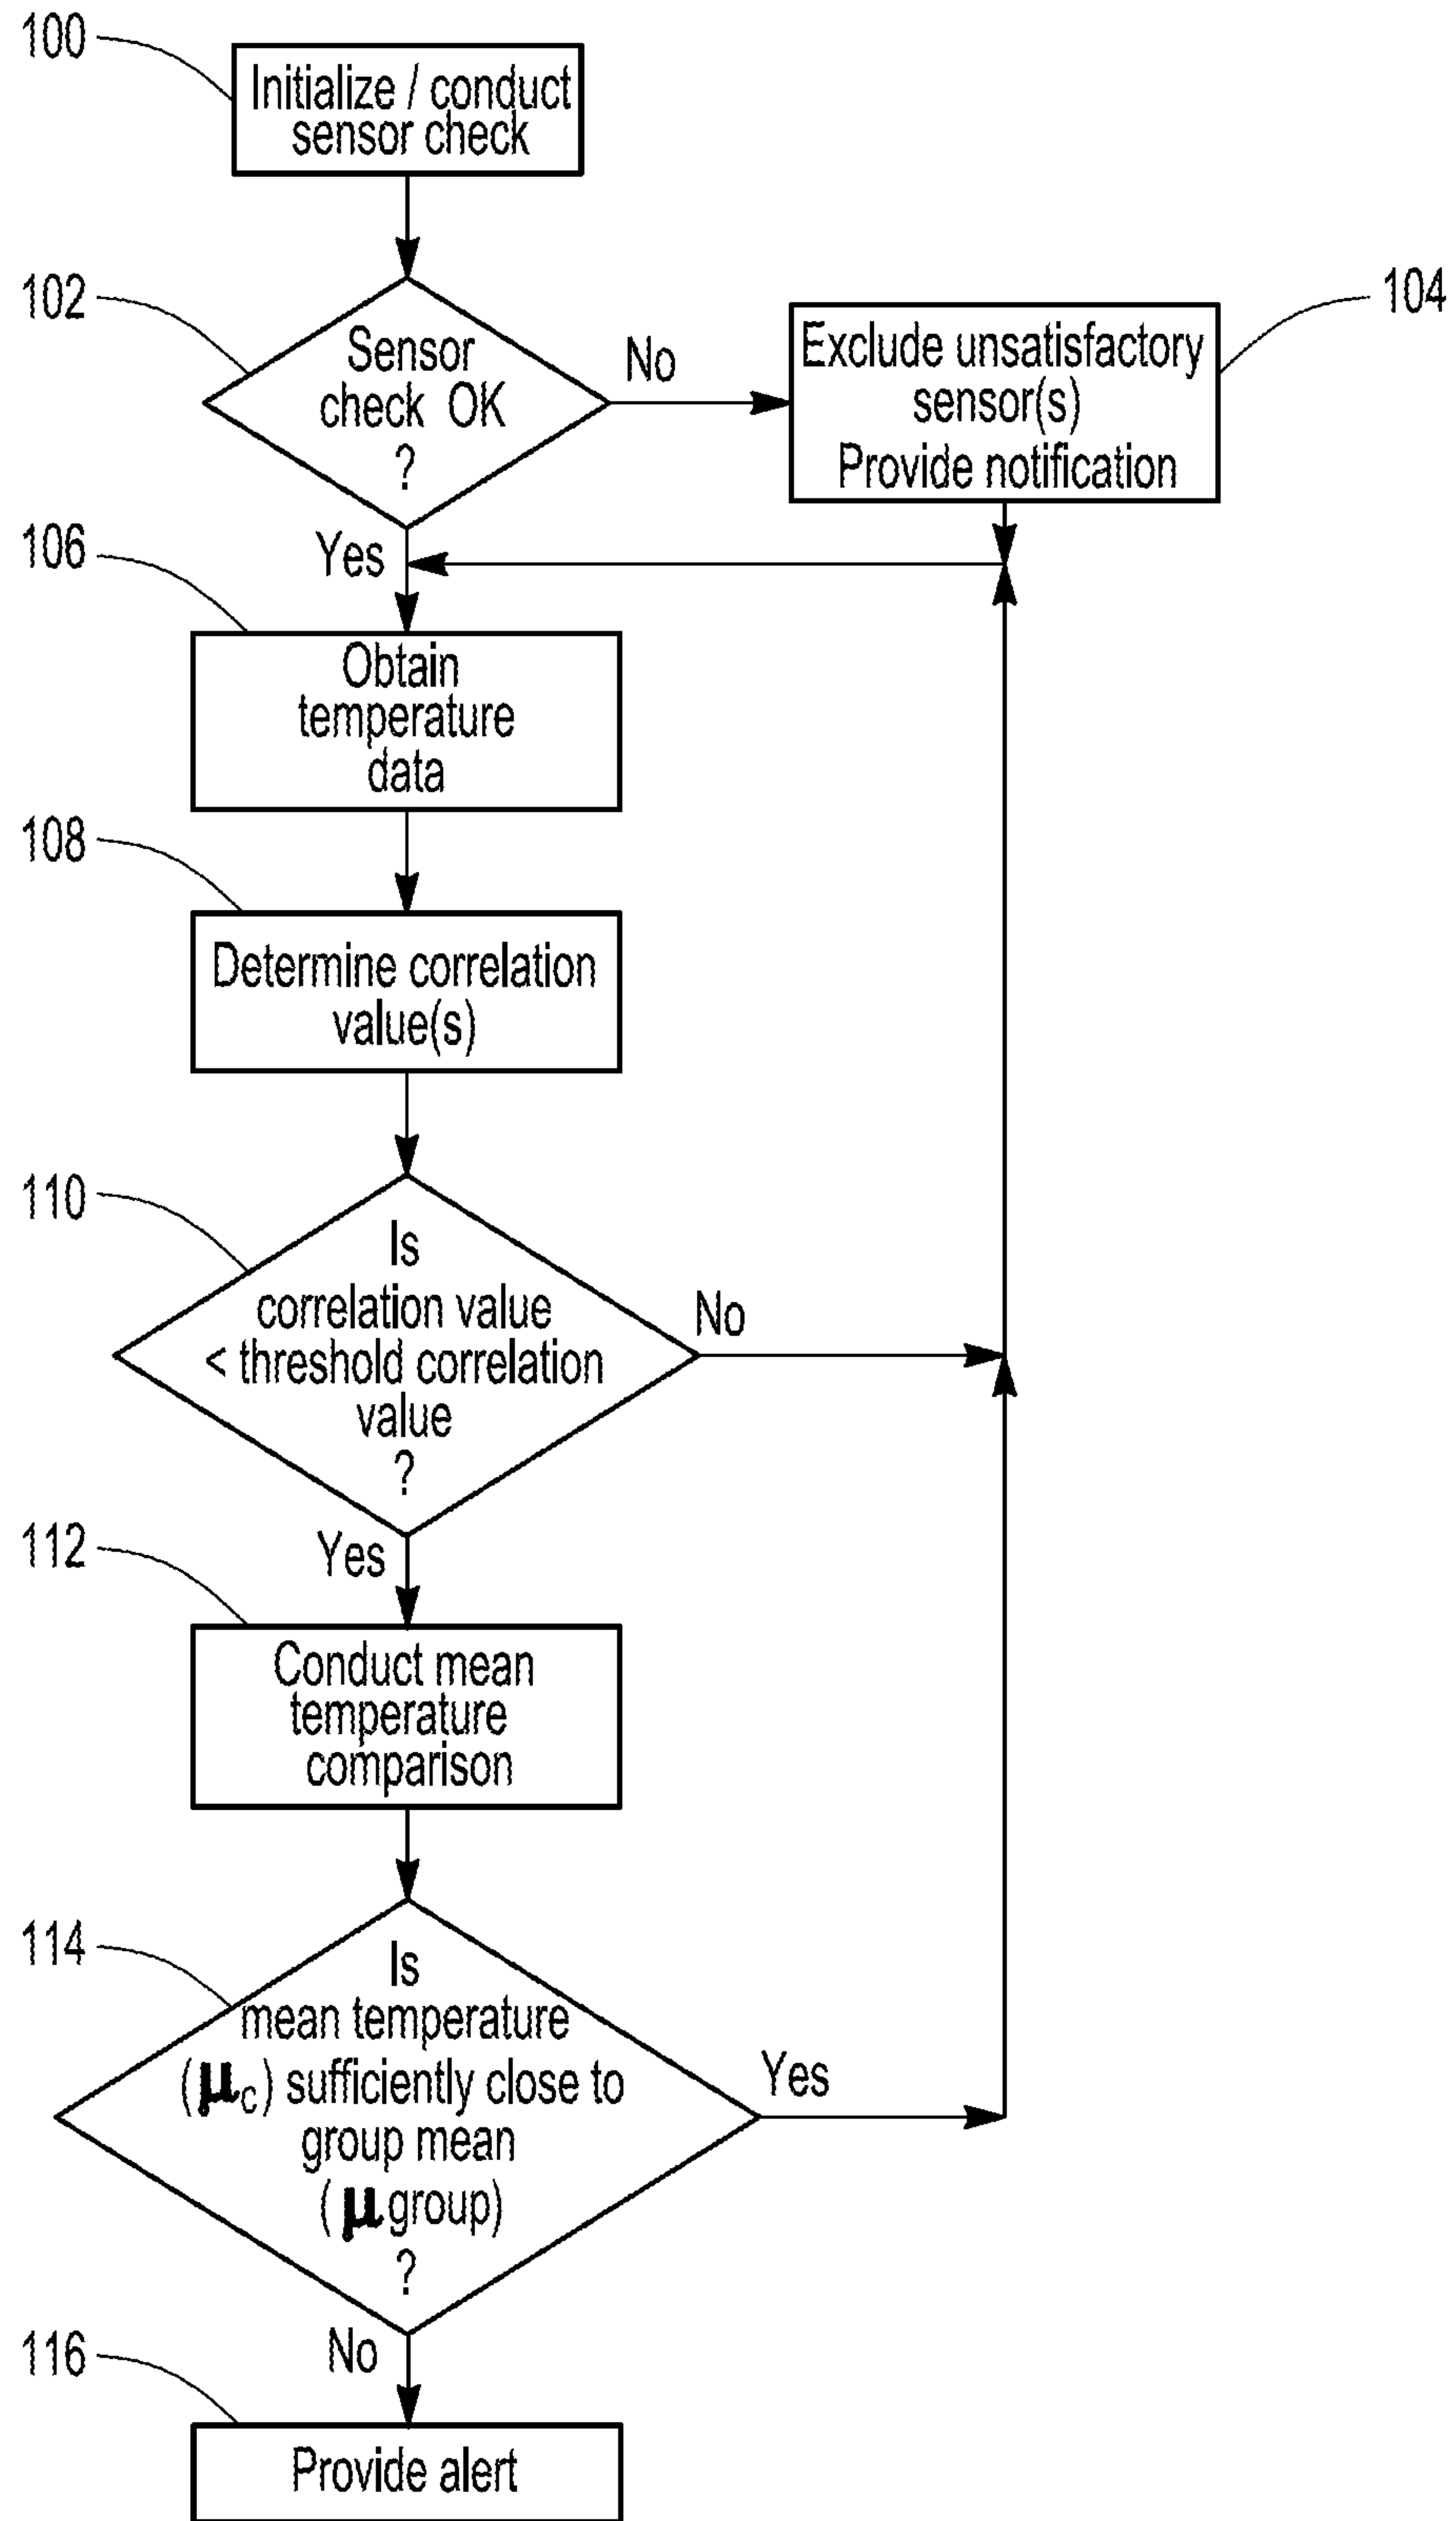 100
Initialize / conduct
sensor check
102
Sensor
check OK
?
No
104
Exclude unsatisfactory
sensor(s)
Provide notification
Yes
106
Obtain
temperature
data
108
Determine correlation
value(s)
110
Is
correlation value
< threshold correlation
value
?
No
Yes
112
Conduct mean
temperature
comparison
114
Is
mean temperature
(μc) sufficiently close to
group mean
(μ group)
?
Yes
No
116
Provide alert